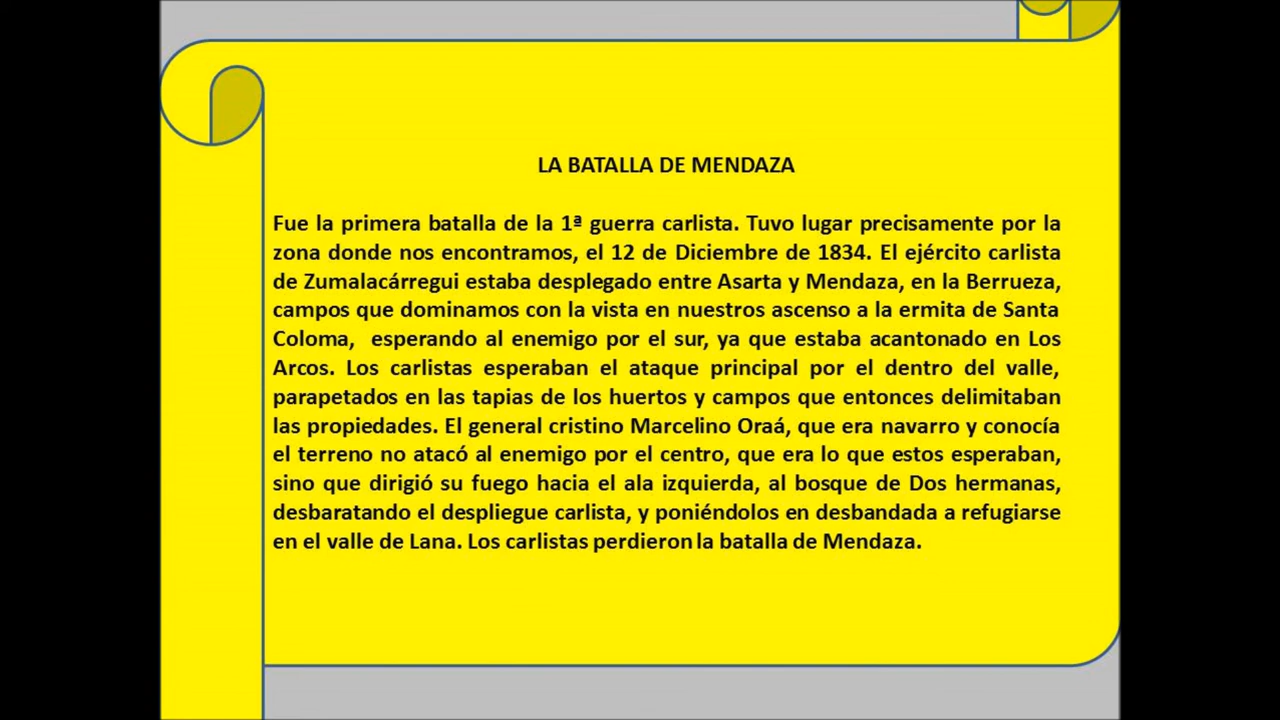 LA BATALLA DE MENDAZA
Fue la primera batalla de la 1ª guerra carlista. Tuvo lugar precisamente por la
zona donde nos encontramos, el 12 de Diciembre de 1834. El ejército carlista
de Zumalacárregui estaba desplegado entre Asarta y Mendaza, en la Berrueza,
campos que dominamos con la vista en nuestros ascenso a la ermita de Santa
Coloma, esperando al enemigo por el sur, ya que estaba acantonado en Los
Arcos. Los carlistas esperaban el ataque principal por el dentro del valle,
parapetados en las tapias de los huertos y campos que entonces delimitaban
las propiedades. El general cristino Marcelino Oraá, que era navarro y conocía
el terreno no atacó al enemigo por el centro, que era lo que estos esperaban,
sino que dirigió su fuego hacia el ala izquierda, al bosque de Dos hermanas,
desbaratando el despliegue carlista, y poniéndolos en desbandada a refugiarse
en el valle de Lana. Los carlistas perdieron la batalla de Mendaza.